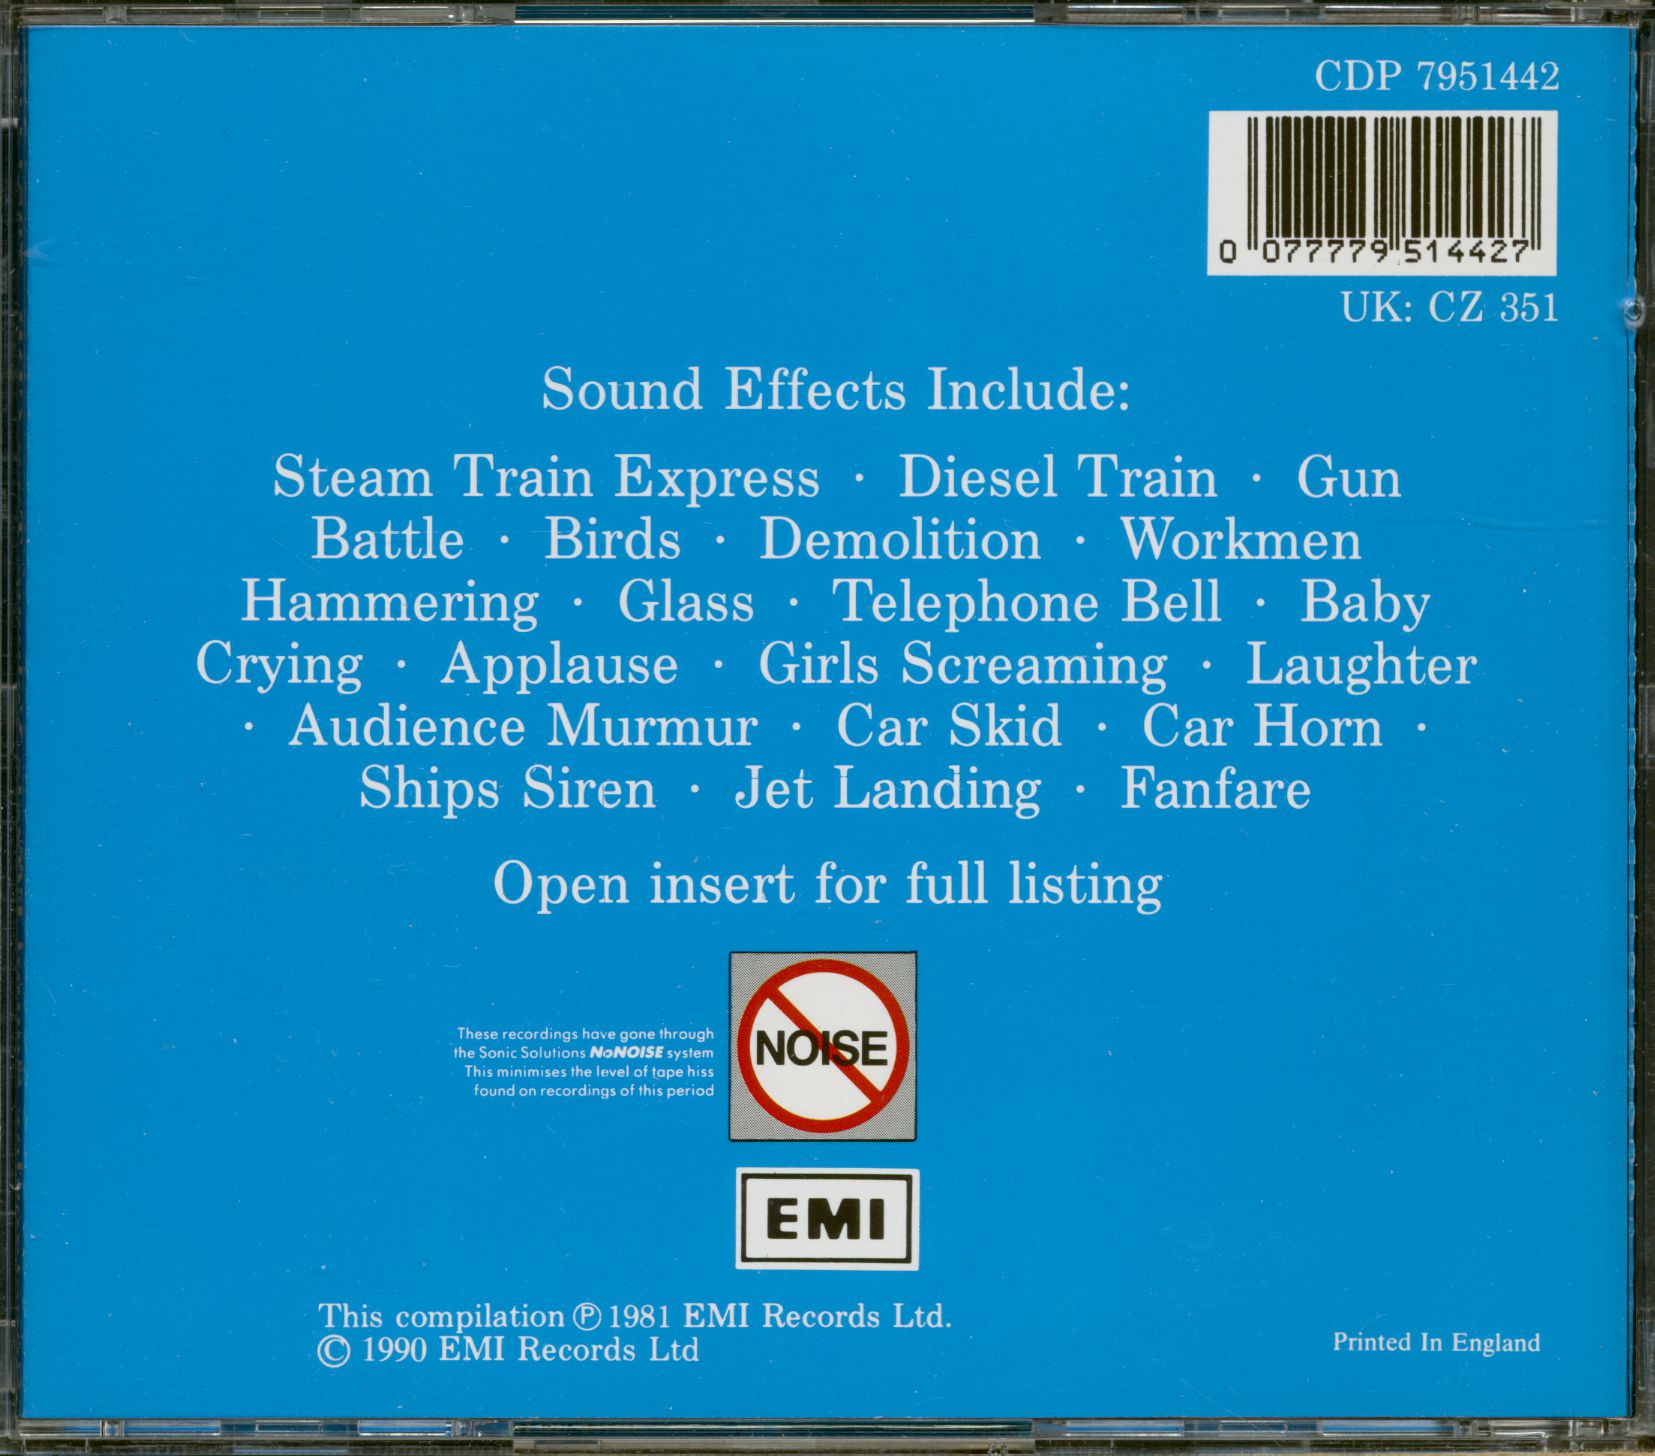 CDP 7951442
0 077779 514427
UK: CZ 351
Sound Effects Include:
Steam Train Express · Diesel Train · Gun
Battle · Birds · Demolition · Workmen
Hammering · Glass · Telephone Bell · Baby
Crying · Applause · Girls Screaming · Laughter
· Audience Murmur · Car Skid · Car Horn ·
Ships Siren · Jet Landing · Fanfare
Open insert for full listing
These recordings have gone through
the Sonic Solutions NoNOISE system
This minimises the level of tape hiss
found on recordings of this period
NOISE
EMI
This compilation ℗ 1981 EMI Records Ltd.
© 1990 EMI Records Ltd
Printed In England